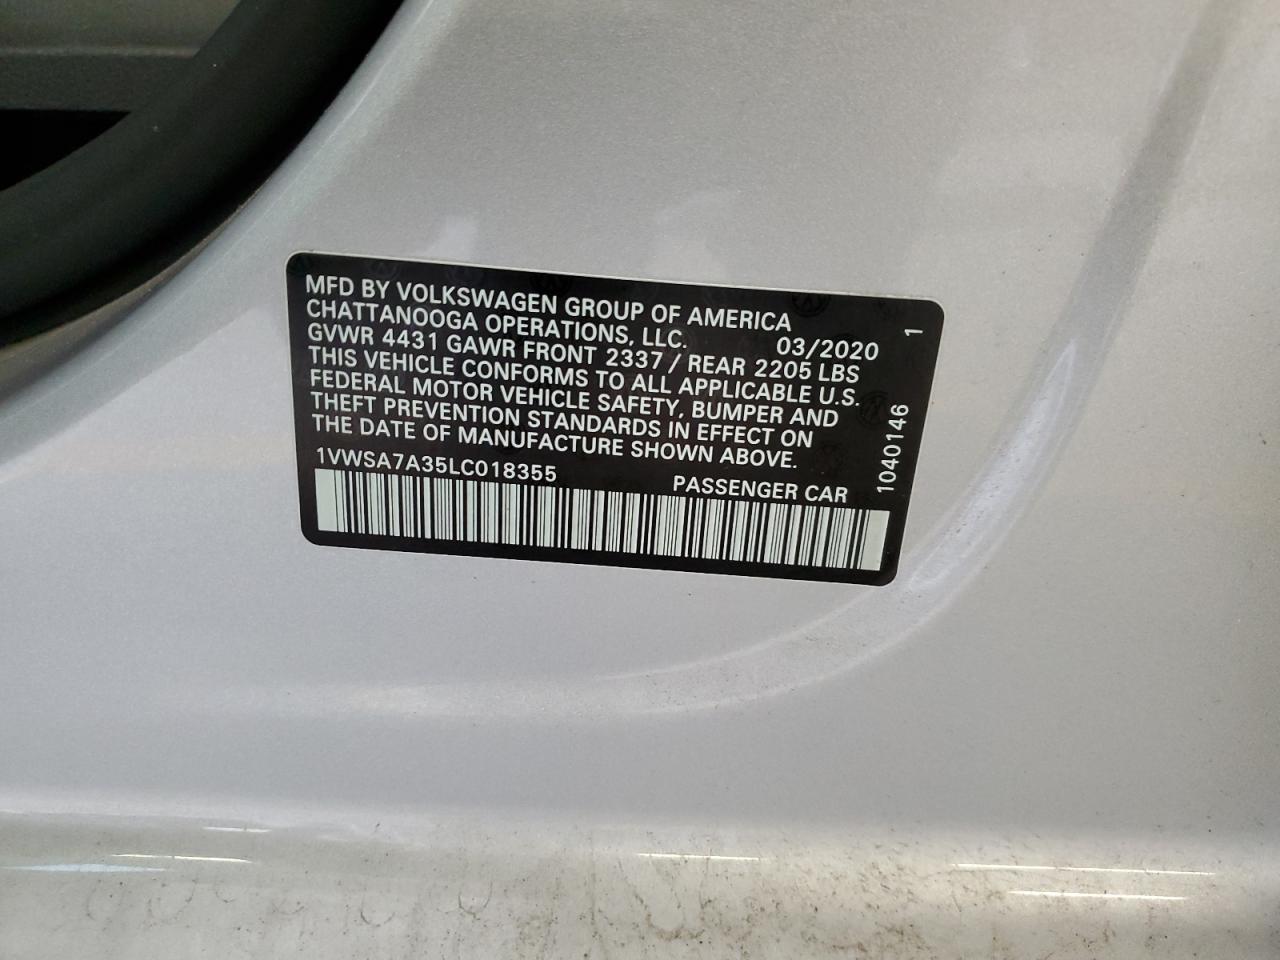 MFD BY VOLKSWAGEN GROUP OF AMERICA
CHATTANOOGA OPERATIONS, LLC. 03/2020 1
GVWR 4431 GAWR FRONT 2337 / REAR 2205 LBS
THIS VEHICLE CONFORMS TO ALL APPLICABLE U.S.
FEDERAL MOTOR VEHICLE SAFETY, BUMPER AND
THEFT PREVENTION STANDARDS IN EFFECT ON
THE DATE OF MANUFACTURE SHOWN ABOVE.
1VWSA7A35LC018355 PASSENGER CAR
1040146